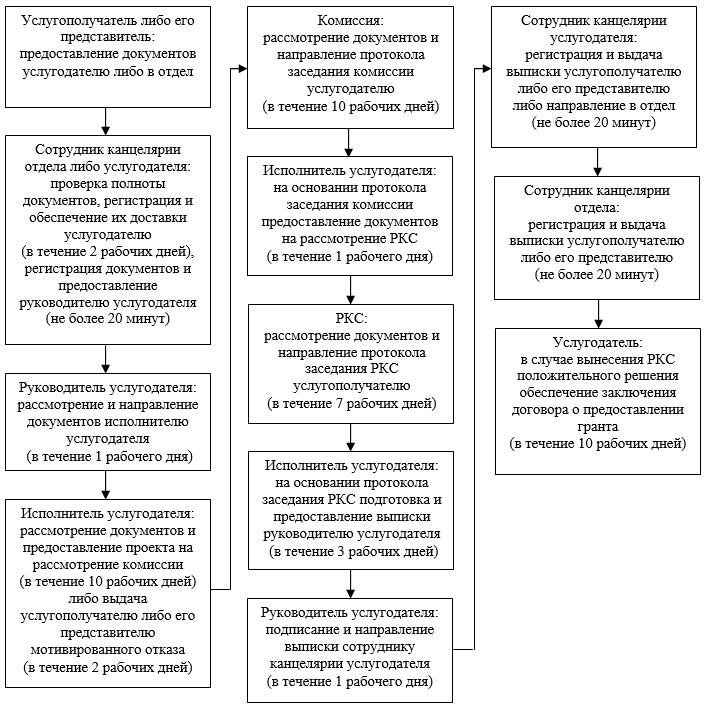 Услугополучатель либо его
представитель:
предоставление документов
услугодателю либо в отдел
Сотрудник канцелярии
отдела либо услугодателя:
проверка полноты
документов, регистрация и
обеспечение их доставки
услугодателю
(в течение 2 рабочих дней),
регистрация документов и
предоставление
руководителю услугодателя
(не более 20 минут)
Руководитель услугодателя:
рассмотрение и направление
документов исполнителю
услугодателя
(в течение 1 рабочего дня)
Исполнитель услугодателя:
рассмотрение документов и
предоставление проекта на
рассмотрение комиссии
(в течение 10 рабочих дней)
либо выдача
услугополучателю либо его
представителю
мотивированного отказа
(в течение 2 рабочих дней)
Комиссия:
рассмотрение документов и
направление протокола
заседания комиссии
услугодателю
(в течение 10 рабочих дней)
Исполнитель услугодателя:
на основании протокола
заседания комиссии
предоставление документов
на рассмотрение РКС
(в течение 1 рабочего дня)
РКС:
рассмотрение документов и
направление протокола
заседания РКС
услугополучателю
(в течение 7 рабочих дней)
Исполнитель услугодателя:
на основании протокола
заседания РКС подготовка и
предоставление выписки
руководителю услугодателя
(в течение 3 рабочих дней)
Руководитель услугодателя:
подписание и направление
выписки сотруднику
канцелярии услугодателя
(в течение 1 рабочего дня)
Сотрудник канцелярии
услугодателя:
регистрация и выдача
выписки услугополучателю
либо его представителю
либо направление в отдел
(не более 20 минут)
Сотрудник канцелярии
отдела:
регистрация и выдача
выписки услугополучателю
либо его представителю
(не более 20 минут)
Услугодатель:
в случае вынесения РКС
положительного решения
обеспечение заключения
договора о предоставлении
гранта
(в течение 10 рабочих дней)